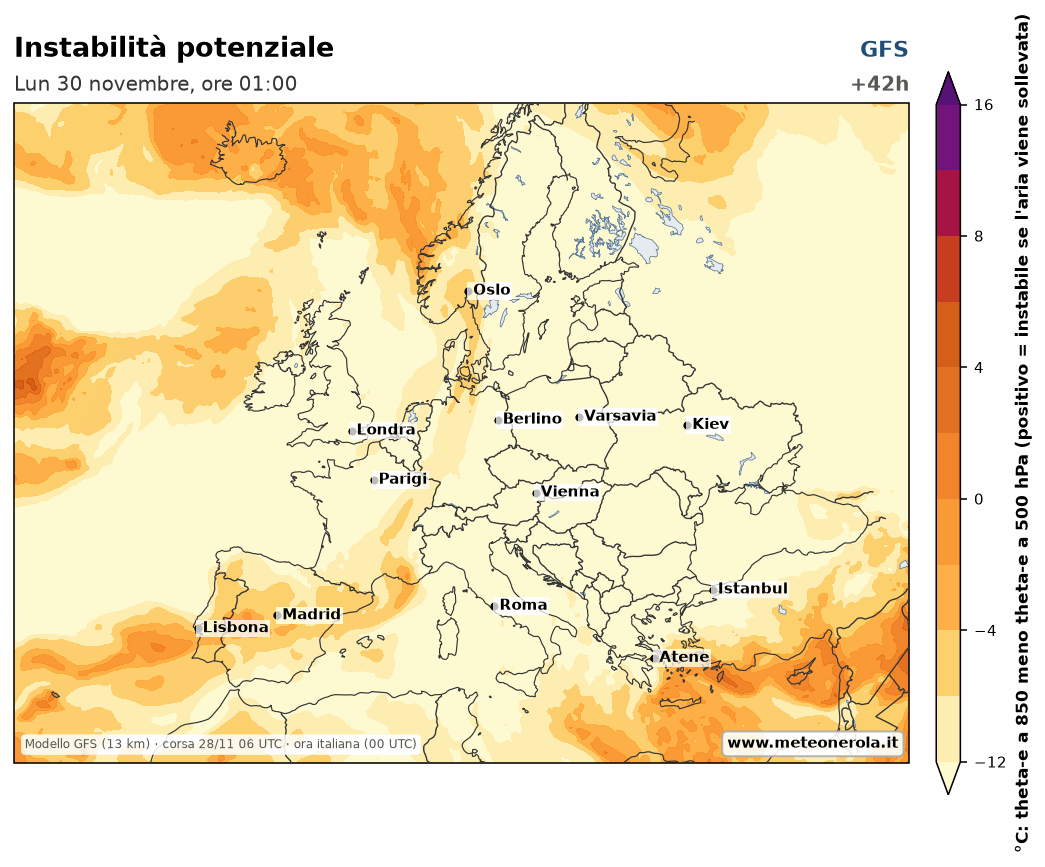 Instabilità potenziale
GFS
Lun 30 novembre, ore 01:00
+42h
Oslo
Berlino
Varsavia
Kiev
Londra
Parigi
Vienna
Istanbul
Roma
Madrid
Lisbona
Atene
Modello GFS (13 km) · corsa 28/11 06 UTC · ora italiana (00 UTC)
www.meteonerola.it
16
8
4
0
−4
−12
°C: theta-e a 850 meno theta-e a 500 hPa (positivo = instabile se l'aria viene sollevata)